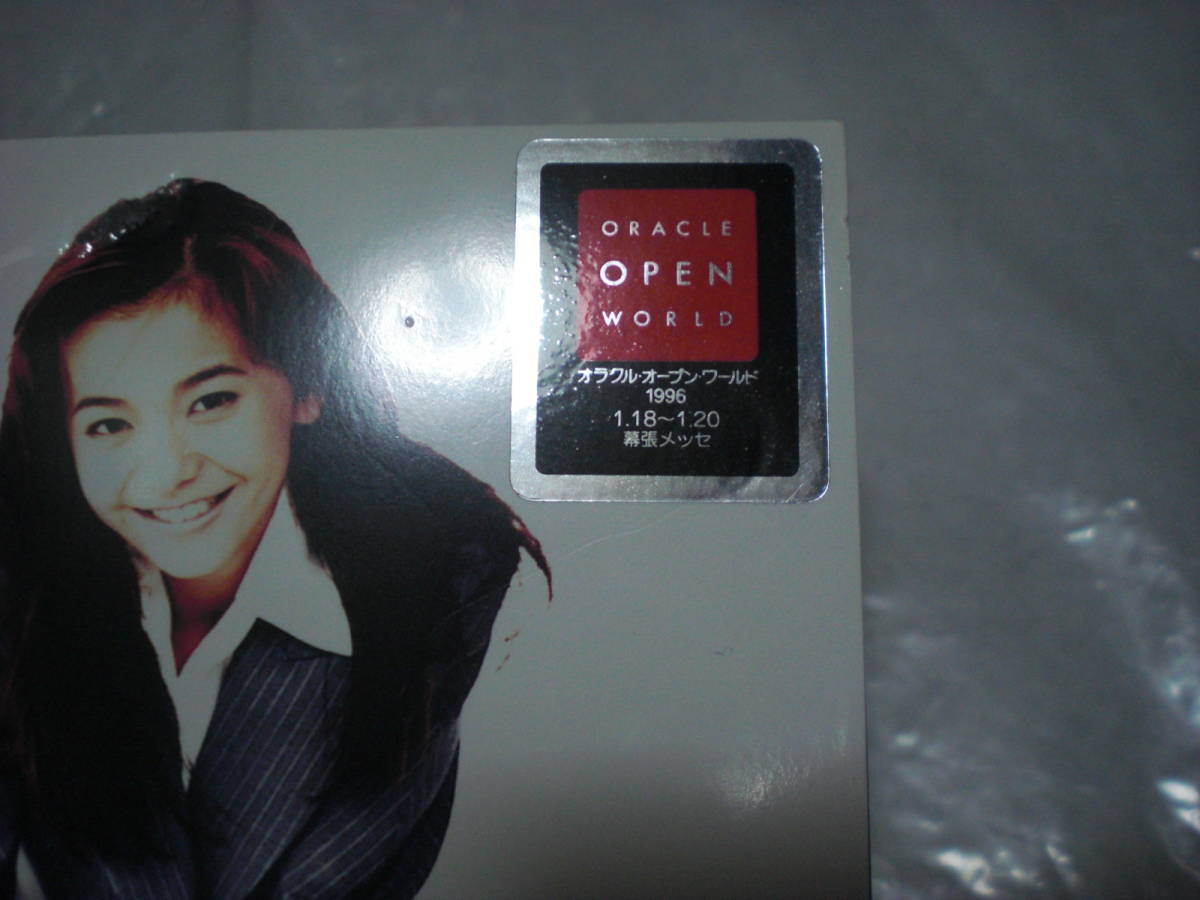 ORACLE
OPEN
WORLD
オラクル・オープン・ワールド
1996
1.18～1.20
幕張メッセ